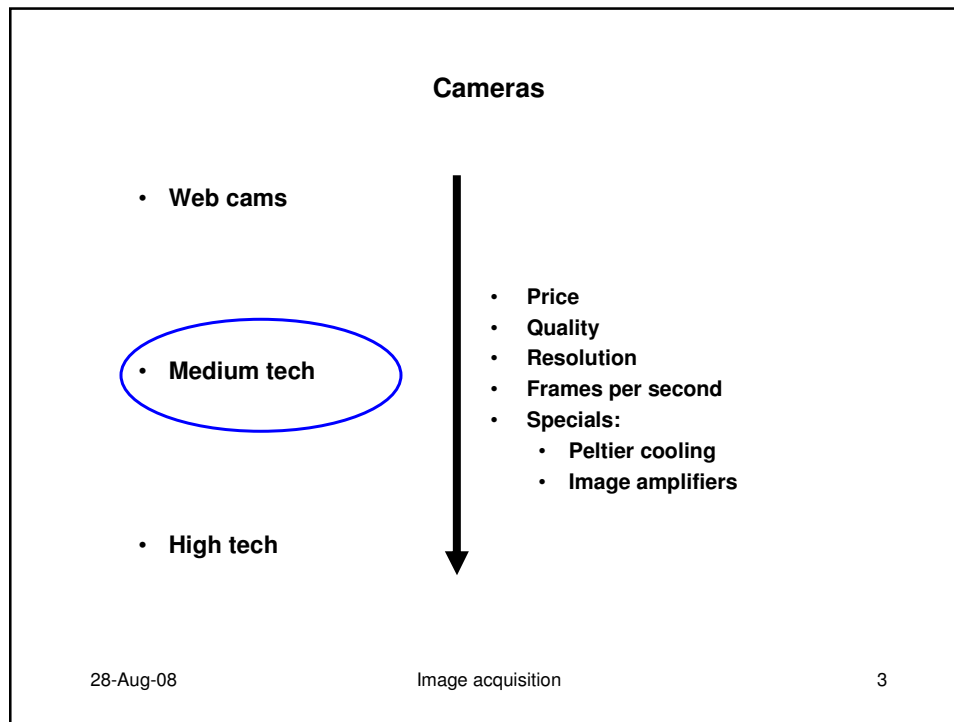 Cameras
• Web cams
• Medium tech
• High tech
• Price
• Quality
• Resolution
• Frames per second
• Specials:
• Peltier cooling
• Image amplifiers
28-Aug-08
Image acquisition
3